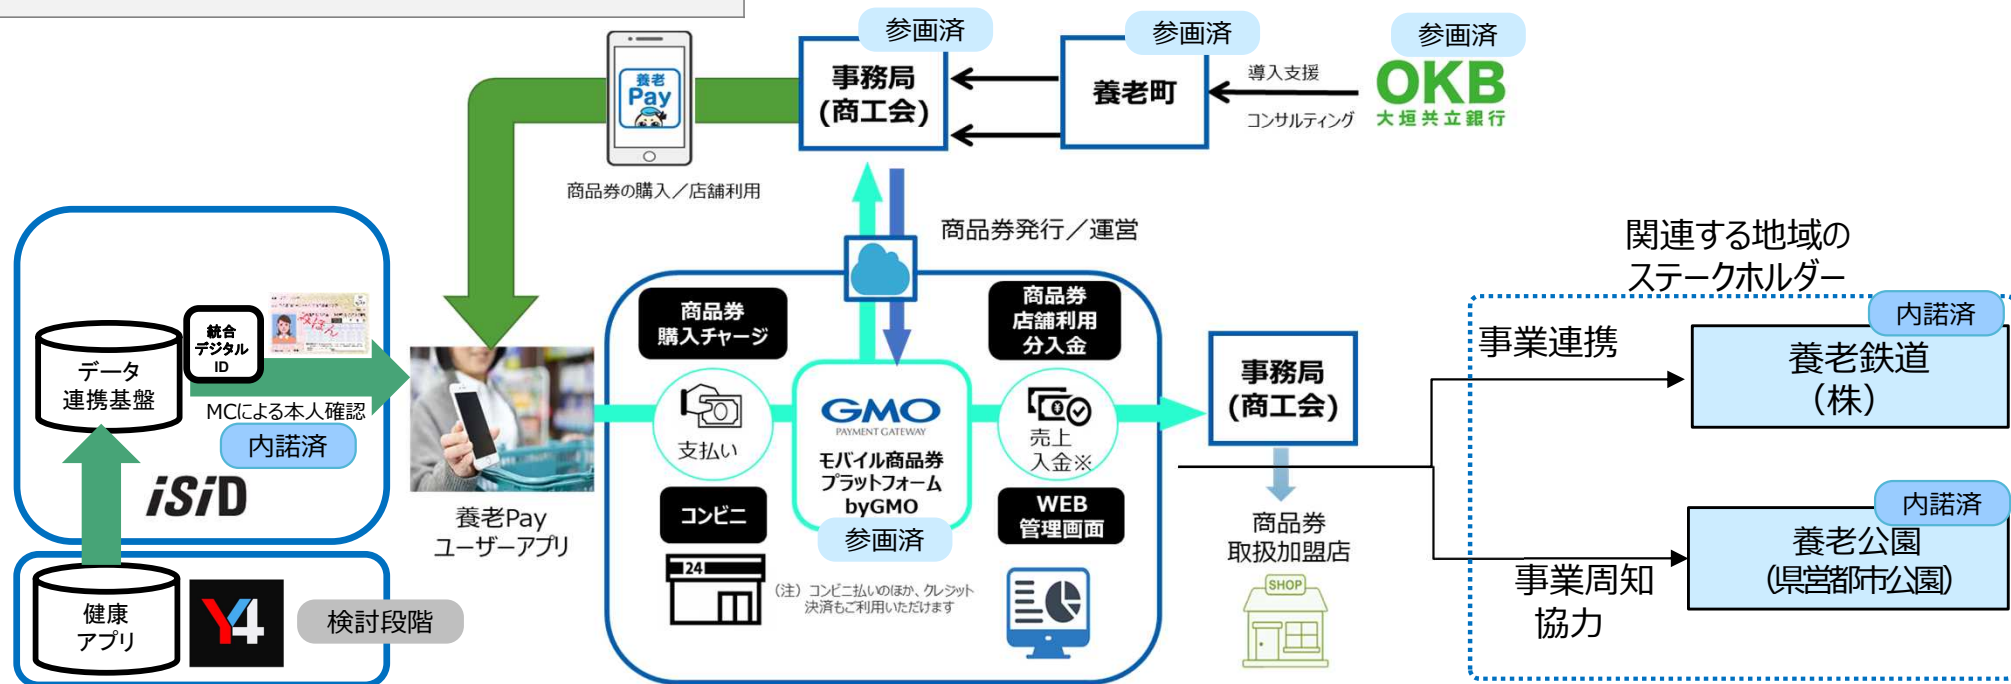 参画済
参画済
参画済
養老
Pay
事務局
(商工会)
養老町
導入支援
コンサルティング
OKB
大垣共立銀行
商品券の購入／店舗利用
商品券発行／運営
関連する地域の
ステークホルダー
統合
デジタル
ID
みほん
データ
連携基盤
MCによる本人確認
内諾済
iSiD
健康
アプリ
Y4
検討段階
養老Pay
ユーザーアプリ
商品券
購入チャージ
支払い
コンビニ
24
GMO
PAYMENT GATEWAY
モバイル商品券
プラットフォーム
byGMO
参画済
(注) コンビニ払いのほか、クレジット
決済もご利用いただけます
商品券
店舗利用
分入金
売上
入金※
WEB
管理画面
事務局
(商工会)
商品券
取扱加盟店
SHOP
事業連携
内諾済
養老鉄道
（株）
事業周知
協力
内諾済
養老公園
（県営都市公園）